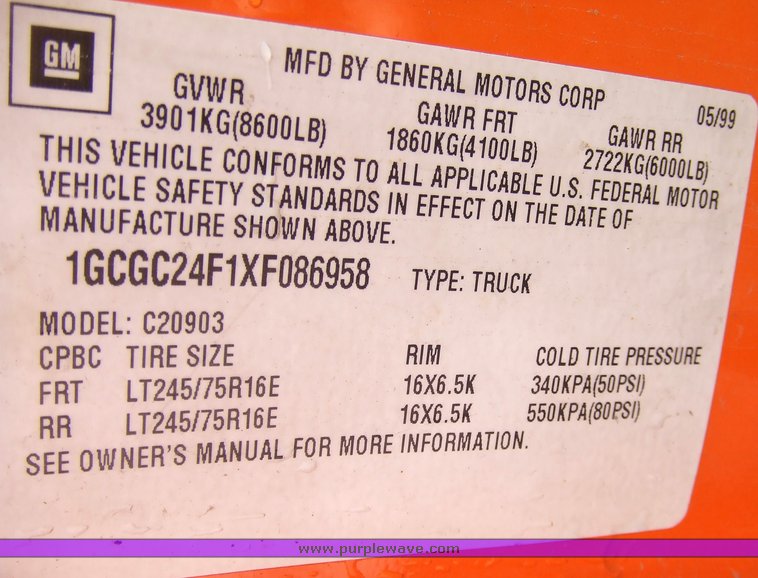 GM
MFD BY GENERAL MOTORS CORP 05/99
GVWR GAWR FRT GAWR RR
3901KG(8600LB) 1860KG(4100LB) 2722KG(6000LB)
THIS VEHICLE CONFORMS TO ALL APPLICABLE U.S. FEDERAL MOTOR
VEHICLE SAFETY STANDARDS IN EFFECT ON THE DATE OF
MANUFACTURE SHOWN ABOVE.
1GCGC24F1XF086958 TYPE: TRUCK
MODEL: C20903
CPBC TIRE SIZE RIM COLD TIRE PRESSURE
FRT LT245/75R16E 16X6.5K 340KPA(50PSI)
RR LT245/75R16E 16X6.5K 550KPA(80PSI)
SEE OWNER'S MANUAL FOR MORE INFORMATION.
www.purplewave.com